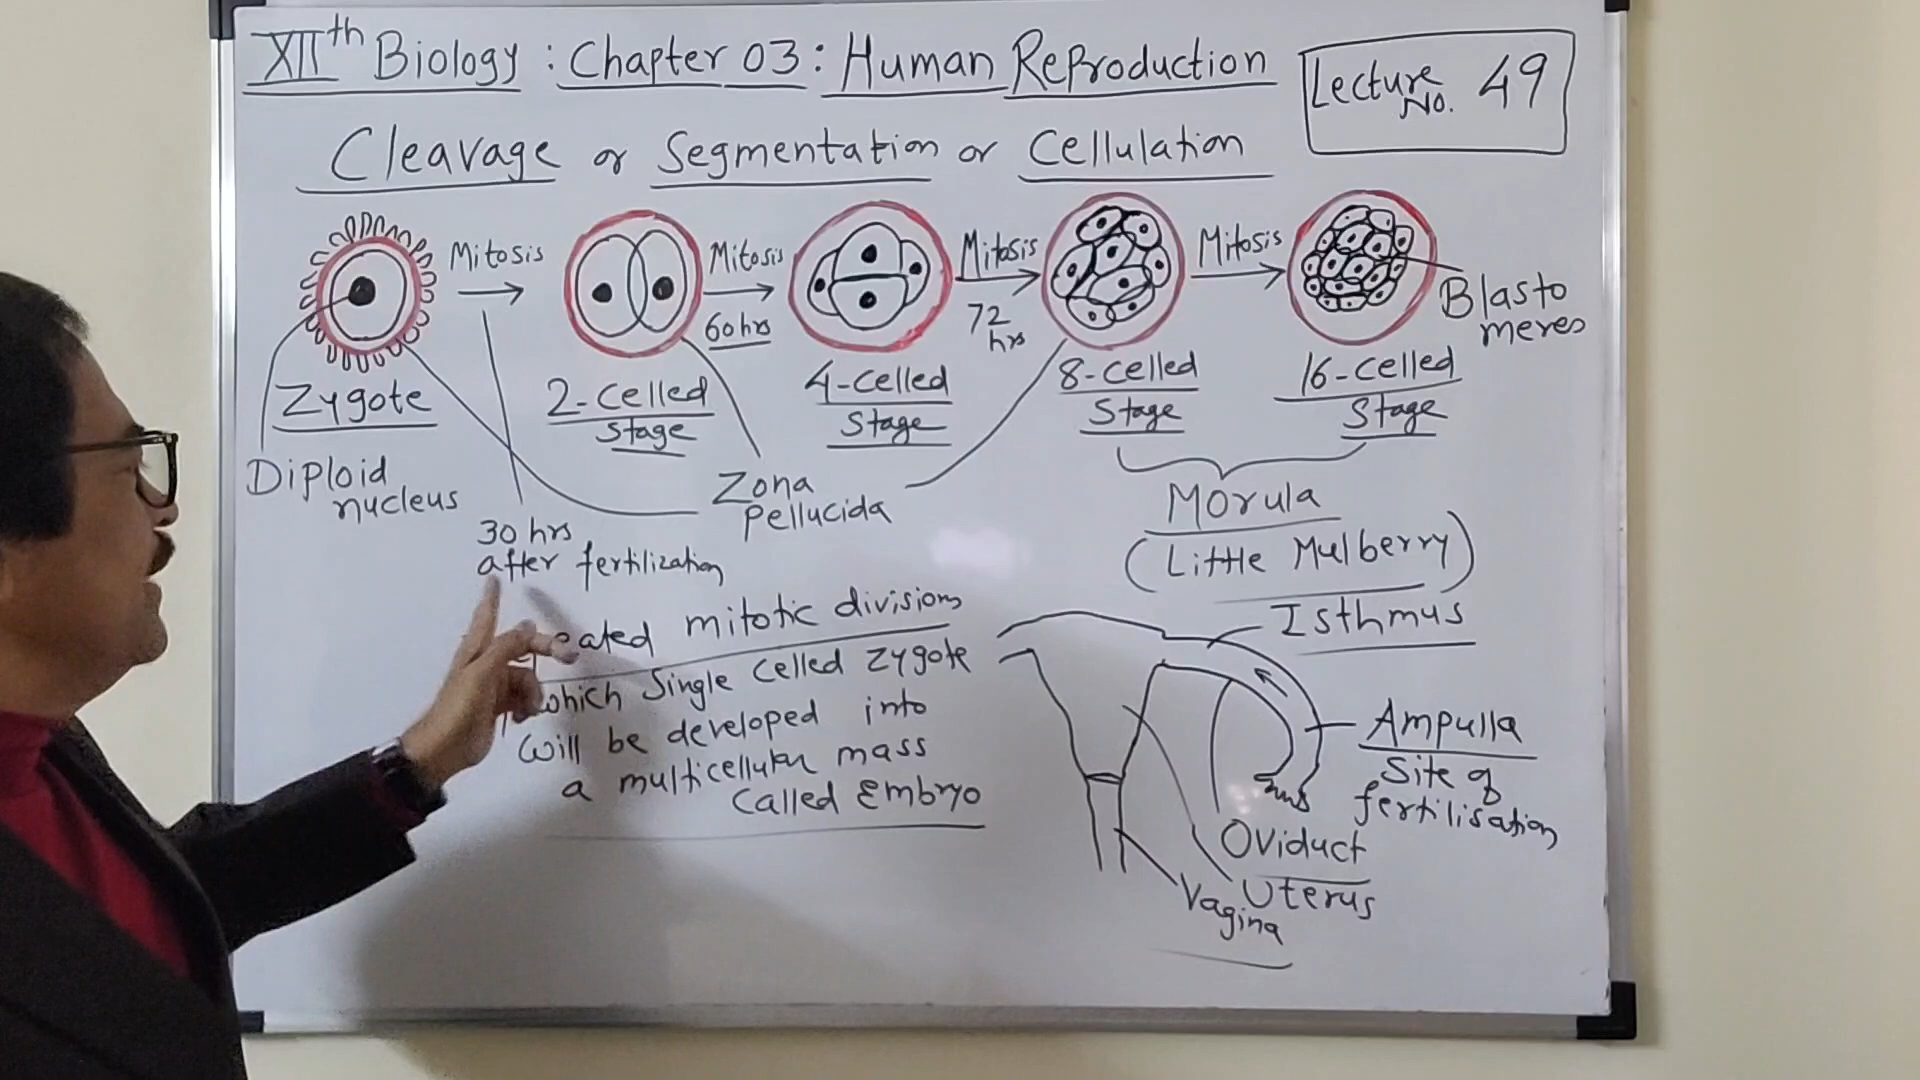 XIIth Biology : Chapter 03 : Human Reproduction
Lecture No. 49
Cleavage or Segmentation or Cellulation
Mitosis
Mitosis
60 hrs
Mitosis
72 hrs
Mitosis
Blasto
meres
Zygote
2-Celled
Stage
4-Celled
Stage
8-Celled
Stage
16-Celled
Stage
Diploid
nucleus
Zona
Pellucida
Morula
(Little Mulberry)
30 hrs
after fertilization
mitotic divisions
which Single Celled Zygote
will be developed into
a multicellular mass
Called Embryo
Isthmus
Ampulla
Site of
fertilisation
Oviduct
Uterus
Vagina